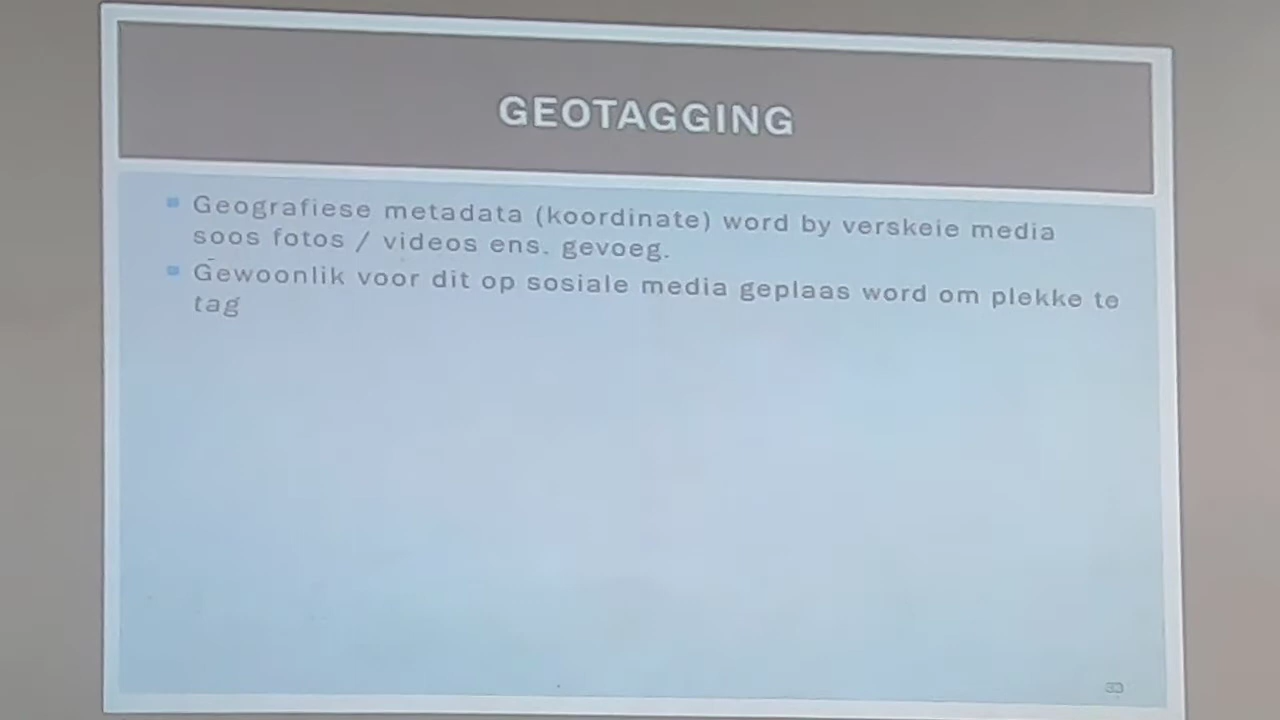 GEOTAGGING
Geografiese metadata (koordinate) word by verskeie media
soos fotos / videos ens. gevoeg.
Gewoonlik voor dit op sosiale media geplaas word om plekke te
tag
33